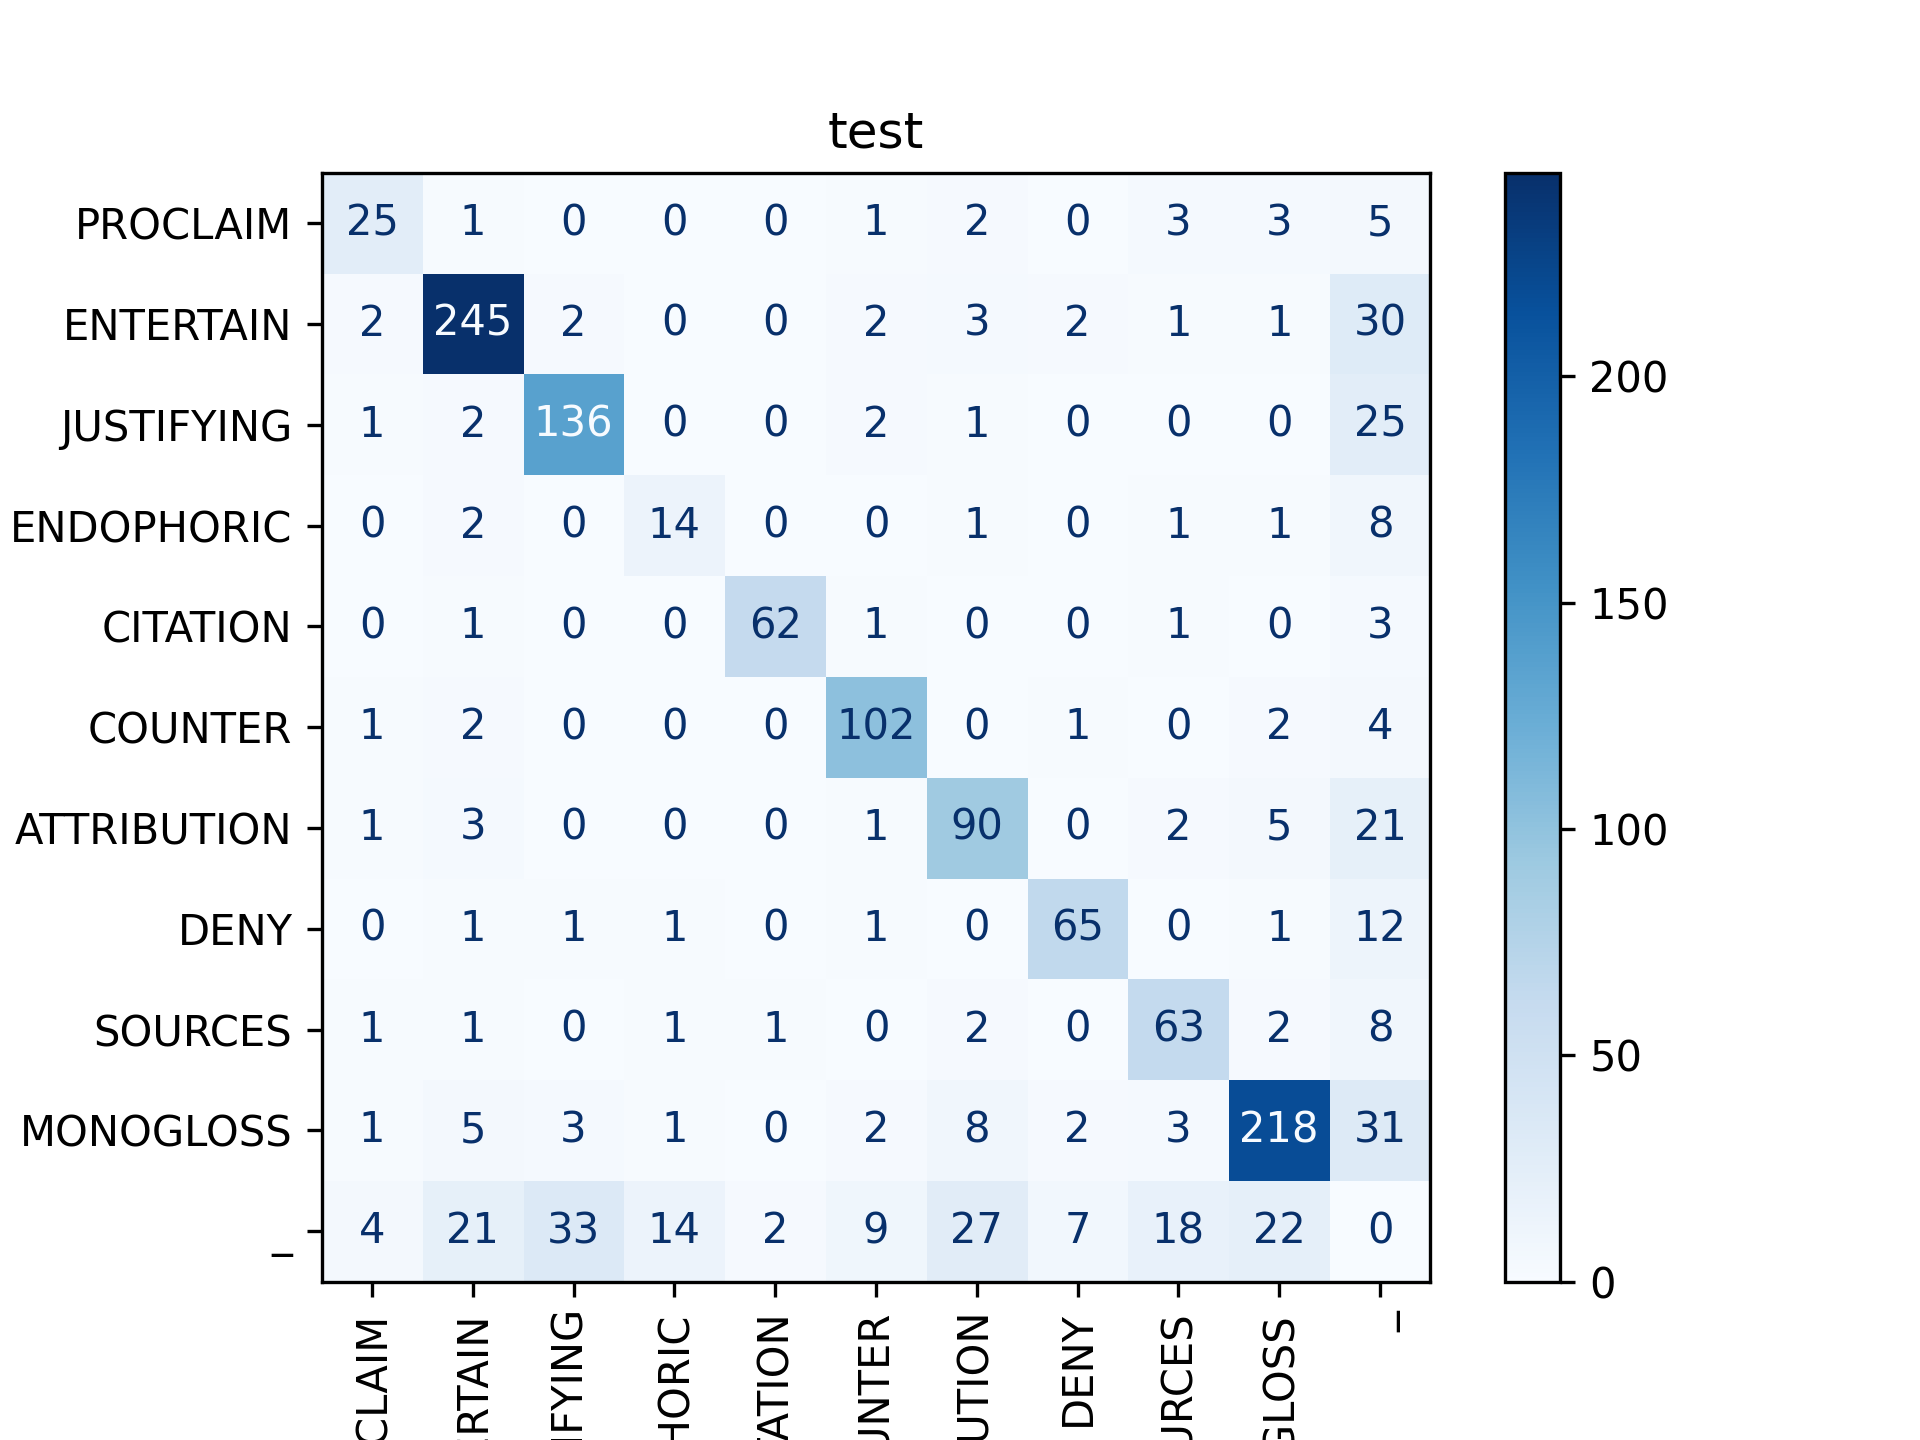 test
PROCLAIM 25 1 0 0 0 1 2 0 3 3 5
ENTERTAIN 2 245 2 0 0 2 3 2 1 1 30
JUSTIFYING 1 2 136 0 0 2 1 0 0 0 25
ENDOPHORIC 0 2 0 14 0 0 1 0 1 1 8
CITATION 0 1 0 0 62 1 0 0 1 0 3
COUNTER 1 2 0 0 0 102 0 1 0 2 4
ATTRIBUTION 1 3 0 0 0 1 90 0 2 5 21
DENY 0 1 1 1 0 1 0 65 0 1 12
SOURCES 1 1 0 1 1 0 2 0 63 2 8
MONOGLOSS 1 5 3 1 0 2 8 2 3 218 31
_ 4 21 33 14 2 9 27 7 18 22 0
CLAIM RTAIN IFYING HORIC TATION UNTER UTION DENY URCES GLOSS _
200
150
100
50
0